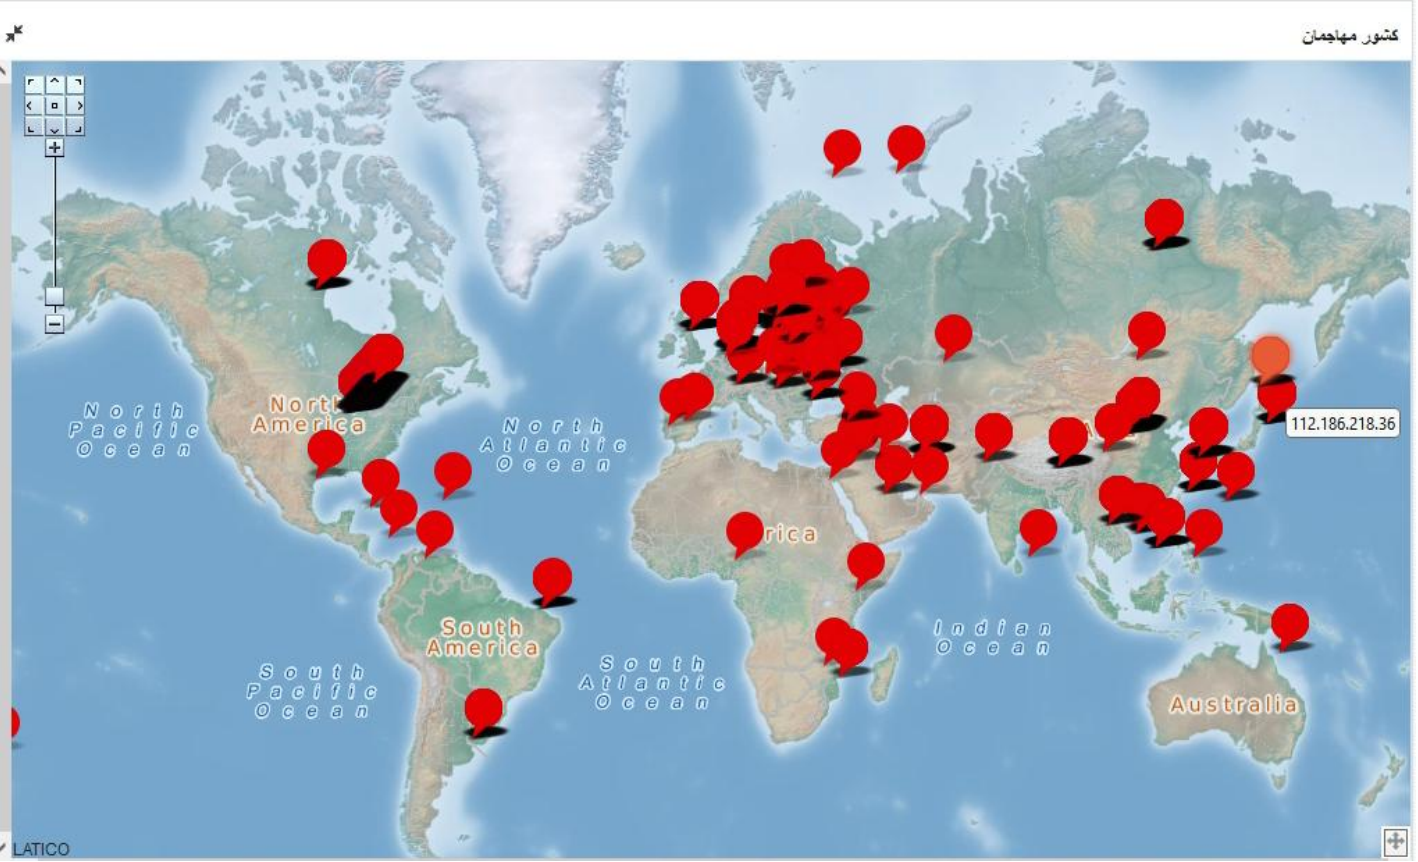 کشور مهاجمان
North
America
North
Pacific
Ocean
North
Atlantic
Ocean
112.186.218.36
rica
South
America
Indian
Ocean
South
Pacific
Ocean
South
Atlantic
Ocean
Australia
LATICO